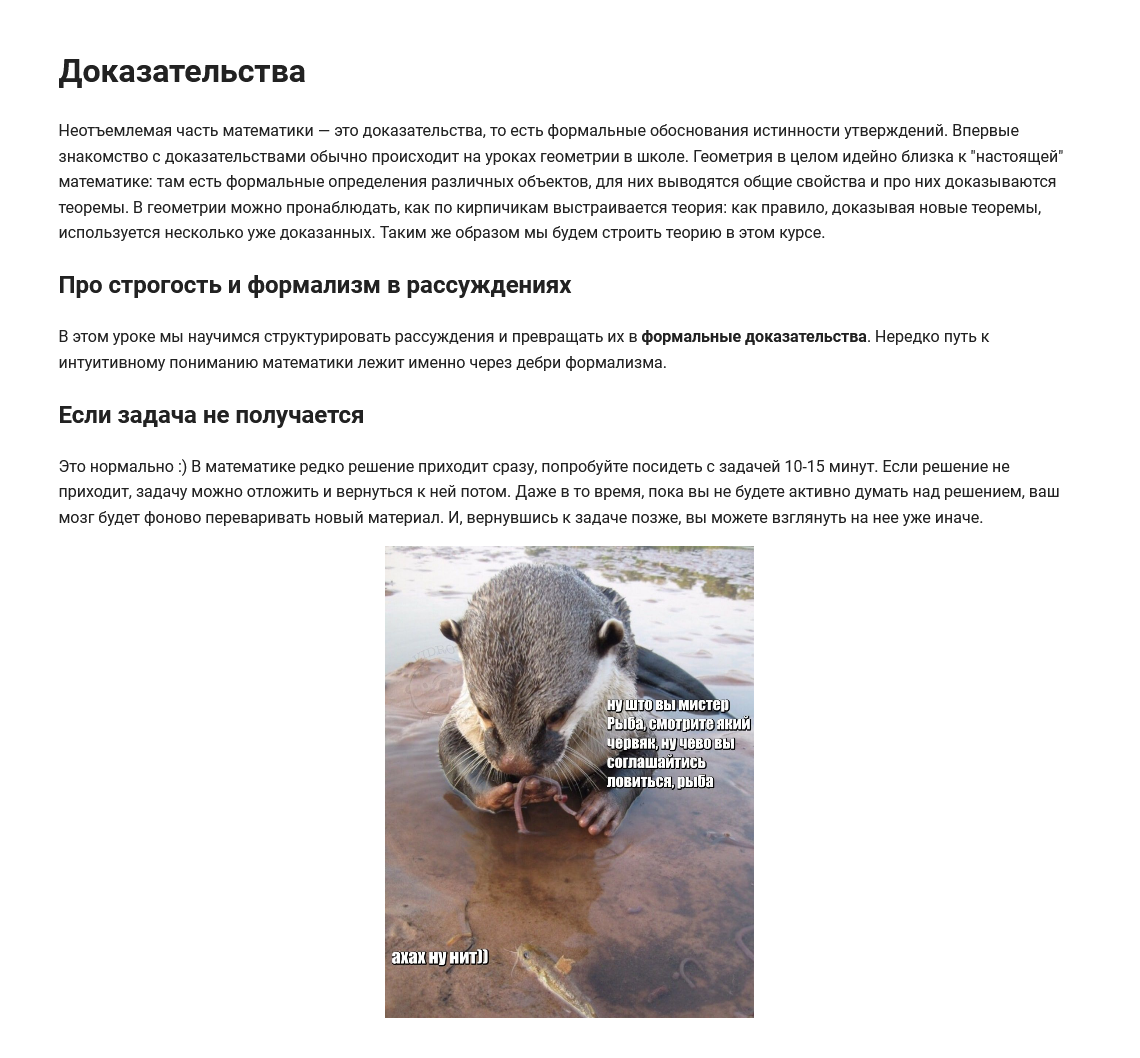 Доказательства
Неотъемлемая часть математики — это доказательства, то есть формальные обоснования истинности утверждений. Впервые
знакомство с доказательствами обычно происходит на уроках геометрии в школе. Геометрия в целом идейно близка к "настоящей"
математике: там есть формальные определения различных объектов, для них выводятся общие свойства и про них доказываются
теоремы. В геометрии можно пронаблюдать, как по кирпичикам выстраивается теория: как правило, доказывая новые теоремы,
используется несколько уже доказанных. Таким же образом мы будем строить теорию в этом курсе.
Про строгость и формализм в рассуждениях
В этом уроке мы научимся структурировать рассуждения и превращать их в формальные доказательства. Нередко путь к
интуитивному пониманию математики лежит именно через дебри формализма.
Если задача не получается
Это нормально :) В математике редко решение приходит сразу, попробуйте посидеть с задачей 10-15 минут. Если решение не
приходит, задачу можно отложить и вернуться к ней потом. Даже в то время, пока вы не будете активно думать над решением, ваш
мозг будет фоново переваривать новый материал. И, вернувшись к задаче позже, вы можете взглянуть на нее уже иначе.
ну што вы мистер
Рыба, смотрите який
червяк, ну чево вы
соглашайтись
ловиться, рыба
ахах ну нит))